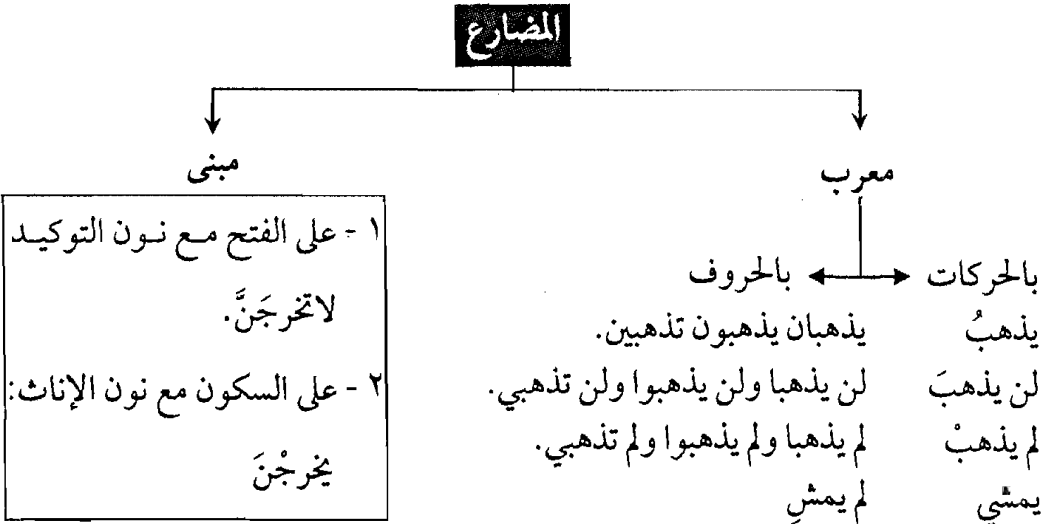 المضارع
معرب
مبنى
بالحركات بالحروف
يذهبُ يذهبان يذهبون تذهبين.
لن يذهبَ لن يذهبا ولن يذهبوا ولن تذهبي.
لم يذهبْ لم يذهبا ولم يذهبوا ولم تذهبي.
يمشي لم يمشِ
١ - على الفتح مع نون التوكيد
لاتخرجَنَّ.
٢ - على السكون مع نون الإناث:
يخرجْنَ